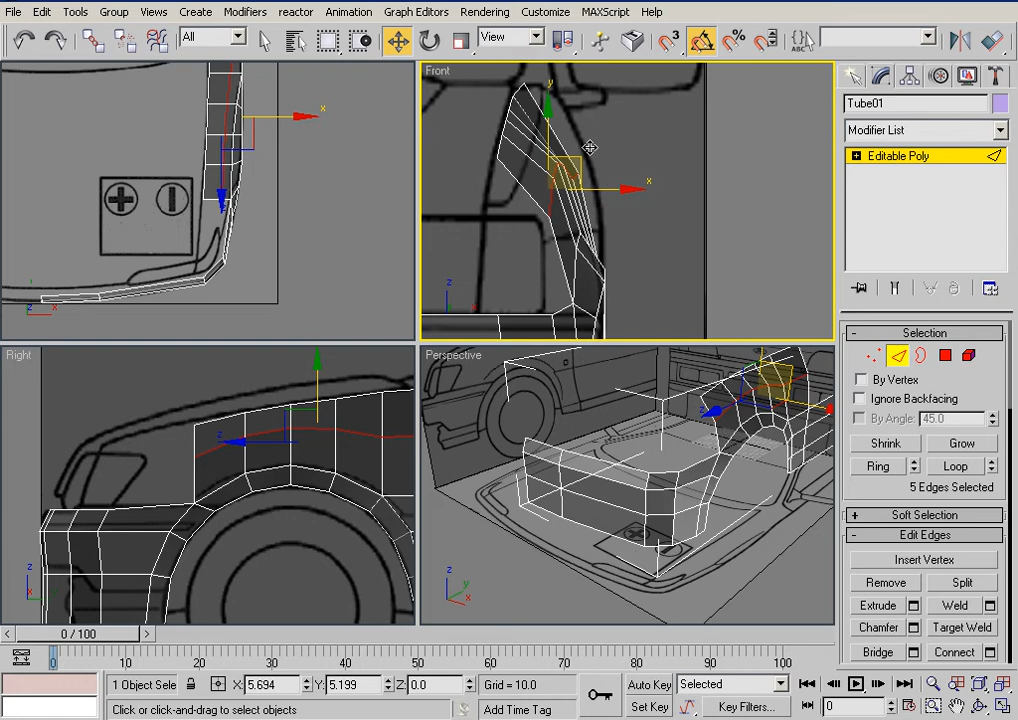 File Edit Tools Group Views Create Modifiers reactor Animation Graph Editors Rendering Customize MAXScript Help
All View 3 % ABC
Front
x y x z
Tube01
Modifier List
Editable Poly
z x
Right Perspective
Selection
By Vertex
Ignore Backfacing
By Angle: 45.0
Shrink Grow
Ring Loop
5 Edges Selected
Soft Selection
Edit Edges
Insert Vertex
Remove Split
Extrude Weld
Chamfer Target Weld
Bridge Connect
0 / 100
0 10 20 30 40 50 60 70 80 90 100
1 Object Sele X: 5.694 Y: 5.199 Z: 0.0 Grid = 10.0 Auto Key Selected
Click or click-and-drag to select objects Add Time Tag Set Key Key Filters... 0